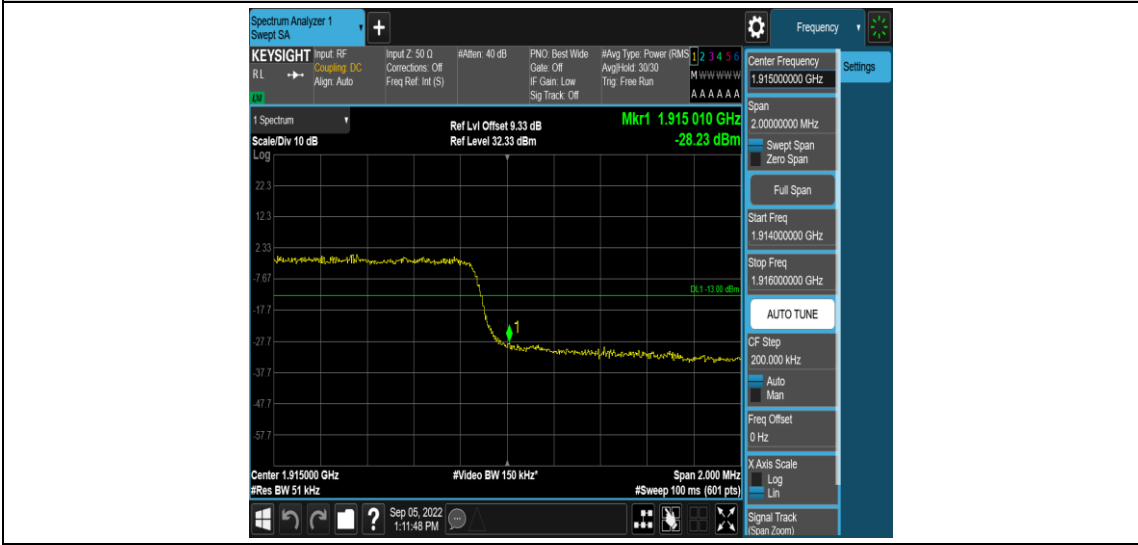 Spectrum Analyzer 1
Swept SA
+
Frequency
KEYSIGHT
R L
LM
Input: RF
Coupling: DC
Align: Auto
Input Z: 50 Ω
Corrections: Off
Freq Ref: Int (S)
#Atten: 40 dB
PNO: Best Wide
Gate: Off
IF Gain: Low
Sig Track: Off
#Avg Type: Power (RMS
Avg|Hold: 30/30
Trig: Free Run
1 2 3 4 5 6
M W W W W W
A A A A A A
1 Spectrum
Scale/Div 10 dB
Log
Ref Lvl Offset 9.33 dB
Ref Level 32.33 dBm
Mkr1 1.915 010 GHz
-28.23 dBm
22.3
12.3
2.33
-7.67
-17.7
-27.7
-37.7
-47.7
-57.7
DL1 -13.00 dBm
1
Center 1.915000 GHz
#Res BW 51 kHz
#Video BW 150 kHz*
Span 2.000 MHz
#Sweep 100 ms (601 pts)
Center Frequency
1.915000000 GHz
Settings
Span
2.00000000 MHz
Swept Span
Zero Span
Full Span
Start Freq
1.914000000 GHz
Stop Freq
1.916000000 GHz
AUTO TUNE
CF Step
200.000 kHz
Auto
Man
Freq Offset
0 Hz
X Axis Scale
Log
Lin
Signal Track
(Span Zoom)
?
Sep 05, 2022
1:11:48 PM